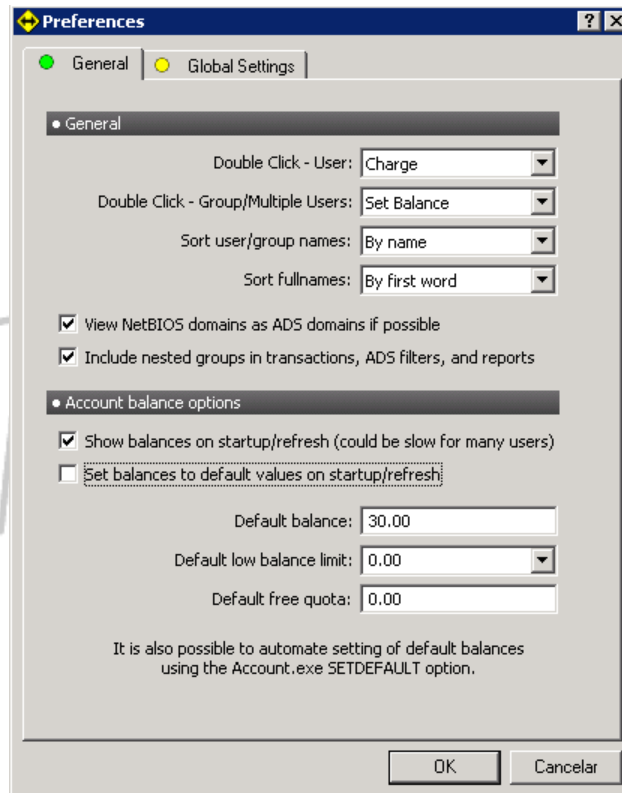 Preferences
General
Global Settings
• General
Double Click - User: Charge
Double Click - Group/Multiple Users: Set Balance
Sort user/group names: By name
Sort fullnames: By first word
View NetBIOS domains as ADS domains if possible
Include nested groups in transactions, ADS filters, and reports
• Account balance options
Show balances on startup/refresh (could be slow for many users)
Set balances to default values on startup/refresh
Default balance: 30.00
Default low balance limit: 0.00
Default free quota: 0.00
It is also possible to automate setting of default balances
using the Account.exe SETDEFAULT option.
OK
Cancelar